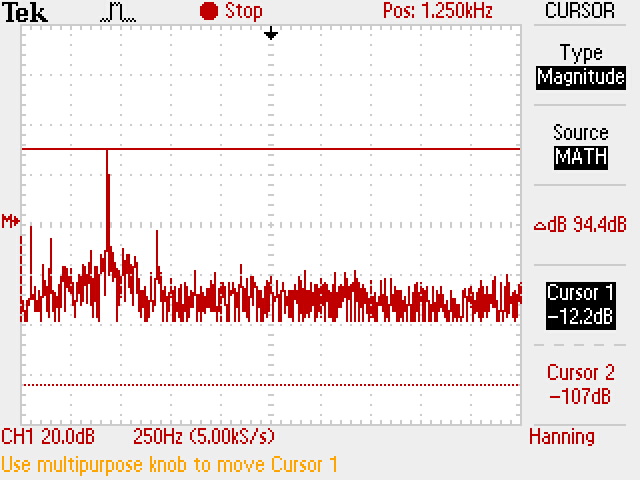 Tek Stop Pos: 1.250kHz CURSOR
Type
Magnitude
Source
MATH
M
△dB 94.4dB
Cursor 1
-12.2dB
Cursor 2
-107dB
CH1 20.0dB 250Hz (5.00kS/s) Hanning
Use multipurpose knob to move Cursor 1